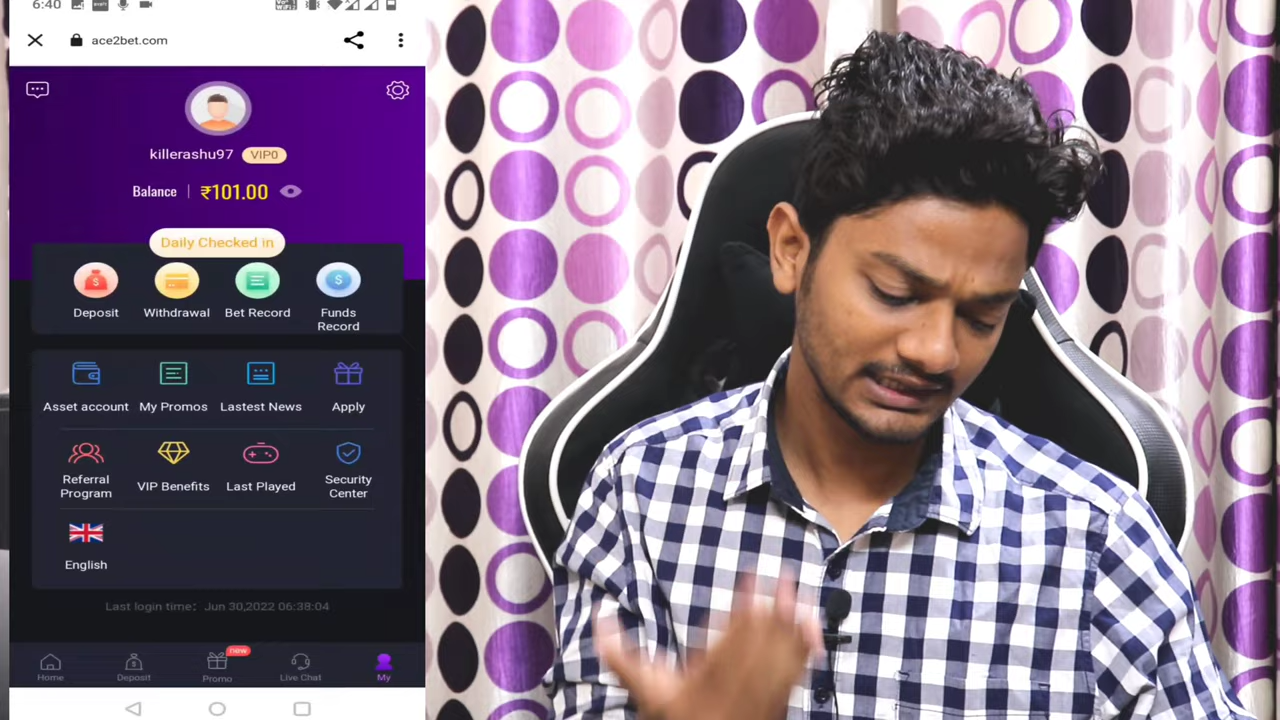 6:40
ace2bet.com
killerashu97 VIP0
Balance | ₹101.00
Daily Checked in
Deposit Withdrawal Bet Record Funds Record
Asset account My Promos Lastest News Apply
Referral Program VIP Benefits Last Played Security Center
English
Last login time: Jun 30,2022 06:38:04
new
Home Deposit Promo Live Chat My